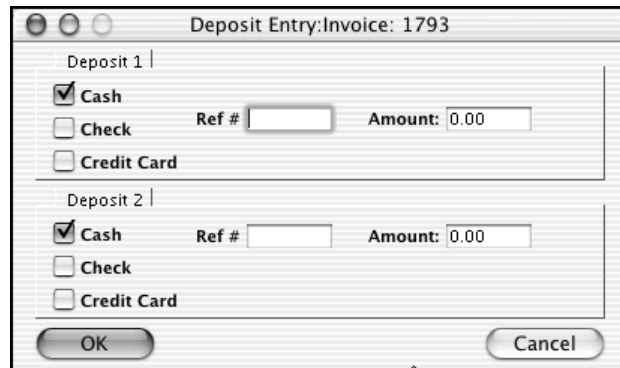 Deposit Entry:Invoice: 1793
Deposit 1
Cash
Ref #
Amount: 0.00
Check
Credit Card
Deposit 2
Cash
Ref #
Amount: 0.00
Check
Credit Card
OK
Cancel